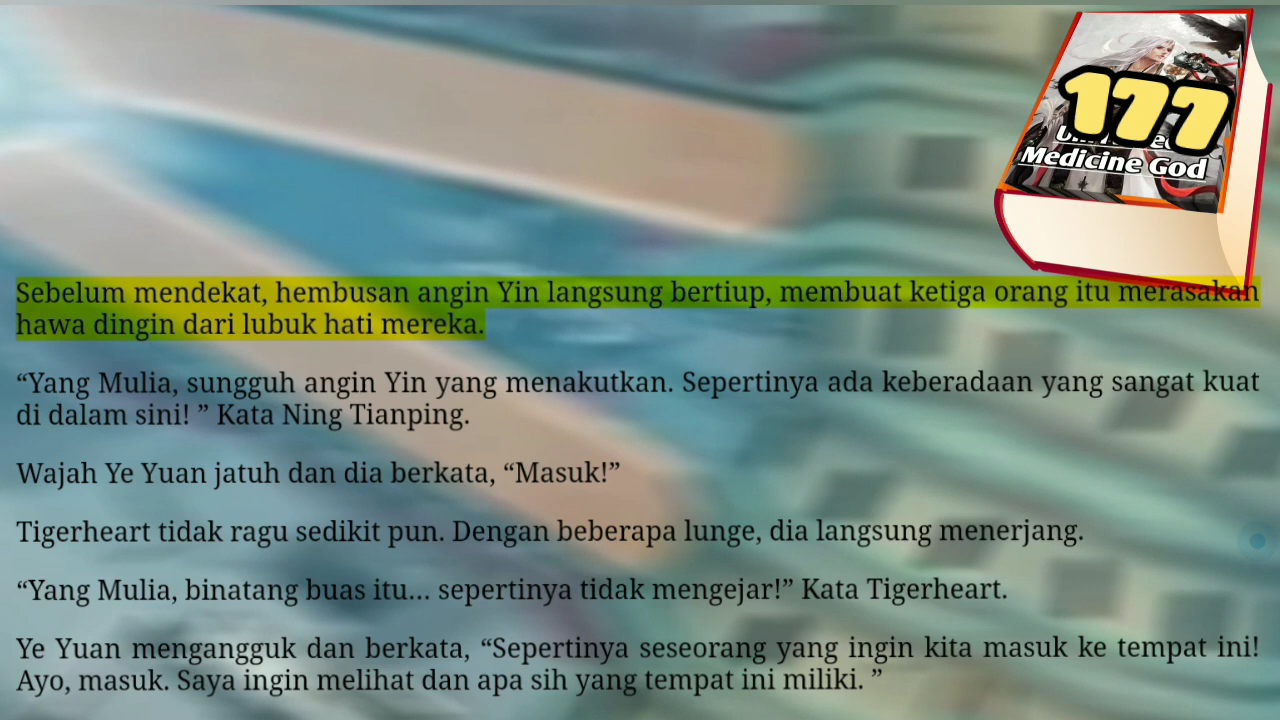 177
Medicine God
Sebelum mendekat, hembusan angin Yin langsung bertiup, membuat ketiga orang itu merasakan
hawa dingin dari lubuk hati mereka.
“Yang Mulia, sungguh angin Yin yang menakutkan. Sepertinya ada keberadaan yang sangat kuat
di dalam sini! ” Kata Ning Tianping.
Wajah Ye Yuan jatuh dan dia berkata, “Masuk!”
Tigerheart tidak ragu sedikit pun. Dengan beberapa lunge, dia langsung menerjang.
“Yang Mulia, binatang buas itu... sepertinya tidak mengejar!” Kata Tigerheart.
Ye Yuan mengangguk dan berkata, “Sepertinya seseorang yang ingin kita masuk ke tempat ini!
Ayo, masuk. Saya ingin melihat dan apa sih yang tempat ini miliki. ”